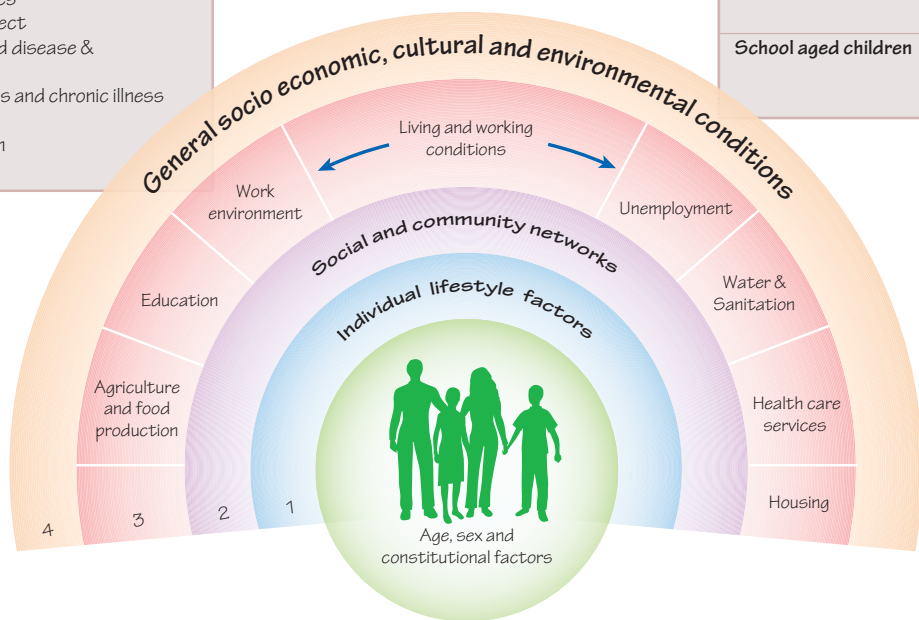 ect
d disease &
s and chronic illness
School aged children
General socio economic, cultural and environmental conditions
Living and working
conditions
Work
environment
Unemployment
Social and community networks
Education
Water &
Sanitation
Individual lifestyle factors
Agriculture
and food
production
Health care
services
Housing
4
3
2
1
Age, sex and
constitutional factors